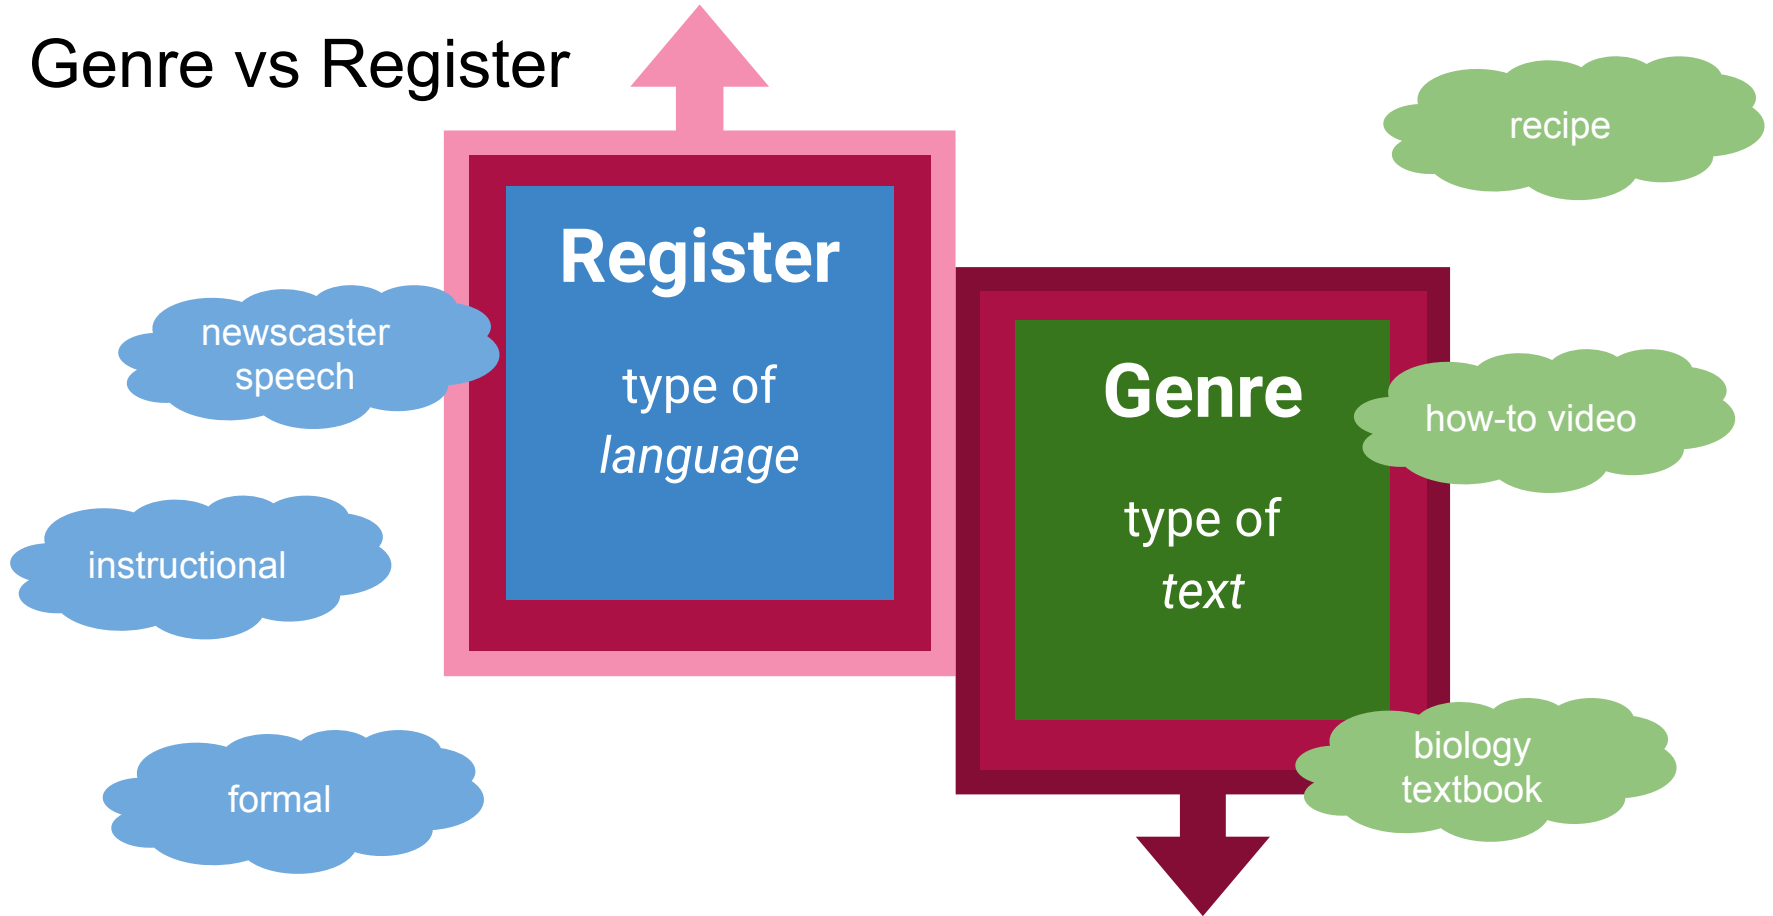 Genre vs Register
Register
type of
language
newscaster
speech
instructional
formal
Genre
type of
text
recipe
how-to video
biology
textbook